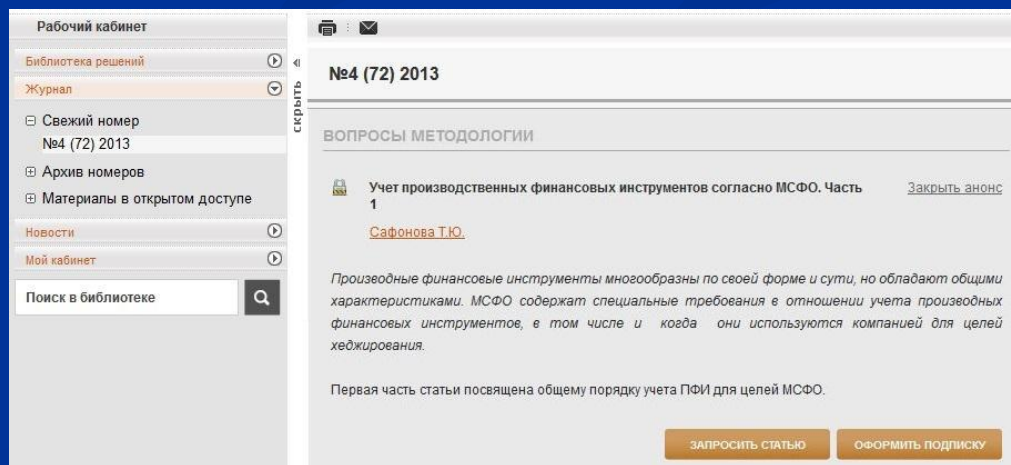 Рабочий кабинет
Библиотека решений
Журнал
Свежий номер
№4 (72) 2013
Архив номеров
Материалы в открытом доступе
Новости
Мой кабинет
Поиск в библиотеке
скрыть
№4 (72) 2013
ВОПРОСЫ МЕТОДОЛОГИИ
Учет производственных финансовых инструментов согласно МСФО. Часть
1
Закрыть анонс
Сафонова Т.Ю.
Производные финансовые инструменты многообразны по своей форме и сути, но обладают общими
характеристиками. МСФО содержат специальные требования в отношении учета производных
финансовых инструментов, в том числе и когда они используются компанией для целей
хеджирования.
Первая часть статьи посвящена общему порядку учета ПФИ для целей МСФО.
ЗАПРОСИТЬ СТАТЬЮ
ОФОРМИТЬ ПОДПИСКУ